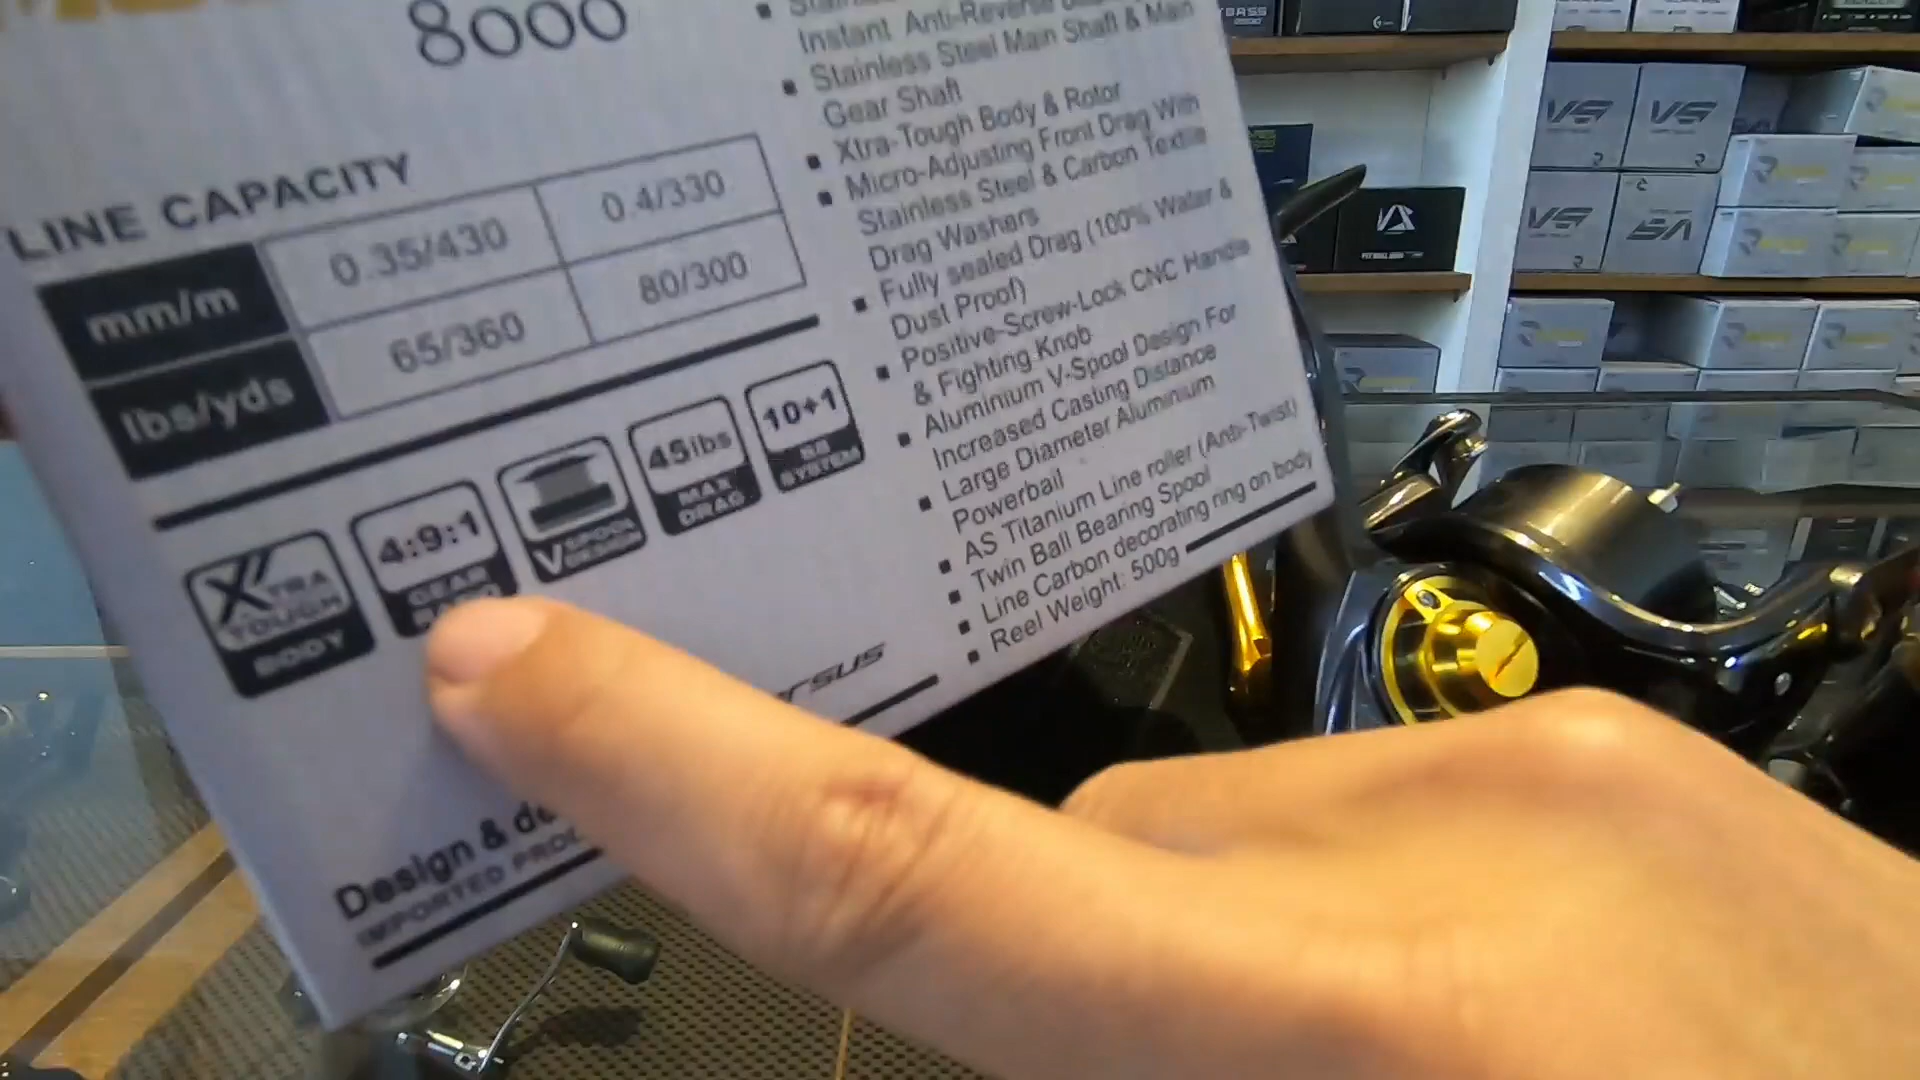 8000
LINE CAPACITY
mm/m 0.35/430 0.4/330
lbs/yds 65/360 80/300
XTRA TOUGH BODY
4:9:1 GEAR RATIO
V SPOOL DESIGN
45lbs MAX DRAG
10+1 BB SYSTEM
Design &
IMPORTED
Instant Anti-Reverse
▪ Stainless Steel Main Shaft & Main
Gear Shaft
▪ Xtra-Tough Body & Rotor
▪ Micro-Adjusting Front Drag With
Stainless Steel & Carbon Textile
Drag Washers
▪ Fully sealed Drag (100% Water &
Dust Proof)
▪ Positive-Screw-Lock CNC Handle
& Fighting Knob
▪ Aluminium V-Spool Design For
Increased Casting Distance
▪ Large Diameter Aluminium
Powerbail
▪ AS Titanium Line roller (Anti-Twist)
▪ Twin Ball Bearing Spool
▪ Line Carbon decorating ring on body
▪ Reel Weight: 500g
VS
VS
VS
BA